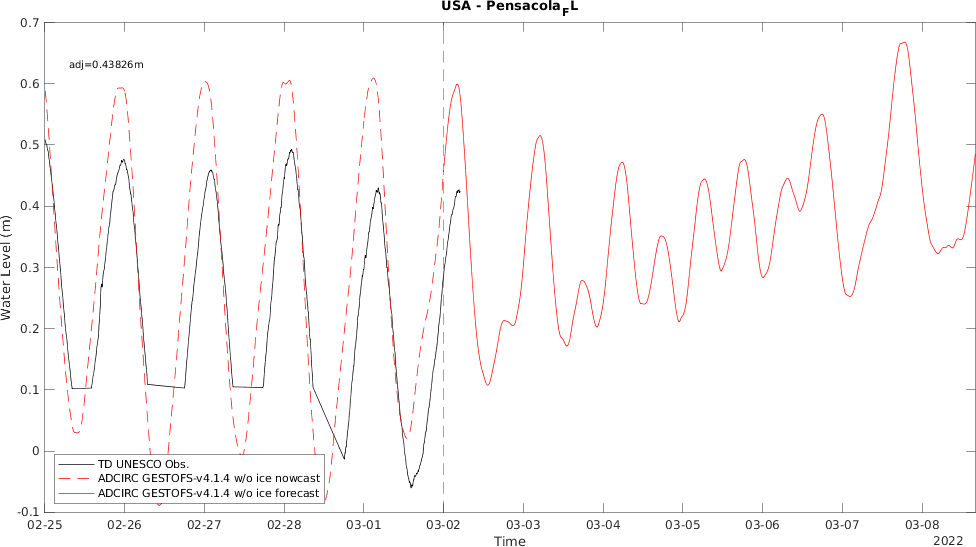 USA - Pensacola_FL
0.7
adj=0.43826m
0.6
0.5
0.4
0.3
0.2
0.1
0
-0.1
Water Level (m)
TD UNESCO Obs.
ADCIRC GESTOFS-v4.1.4 w/o ice nowcast
ADCIRC GESTOFS-v4.1.4 w/o ice forecast
02-25 02-26 02-27 02-28 03-01 03-02 03-03 03-04 03-05 03-06 03-07 03-08
Time
2022